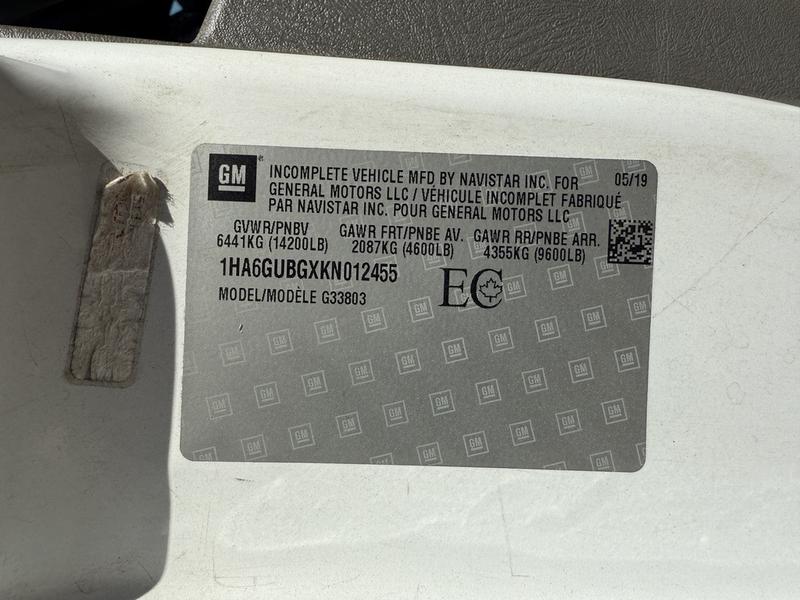 GM
INCOMPLETE VEHICLE MFD BY NAVISTAR INC. FOR 05/19
GENERAL MOTORS LLC / VÉHICULE INCOMPLET FABRIQUÉ
PAR NAVISTAR INC. POUR GENERAL MOTORS LLC
GVWR/PNBV GAWR FRT/PNBE AV. GAWR RR/PNBE ARR.
6441KG (14200LB) 2087KG (4600LB) 4355KG (9600LB)
1HA6GUBGXKN012455
EC
MODEL/MODÈLE G33803